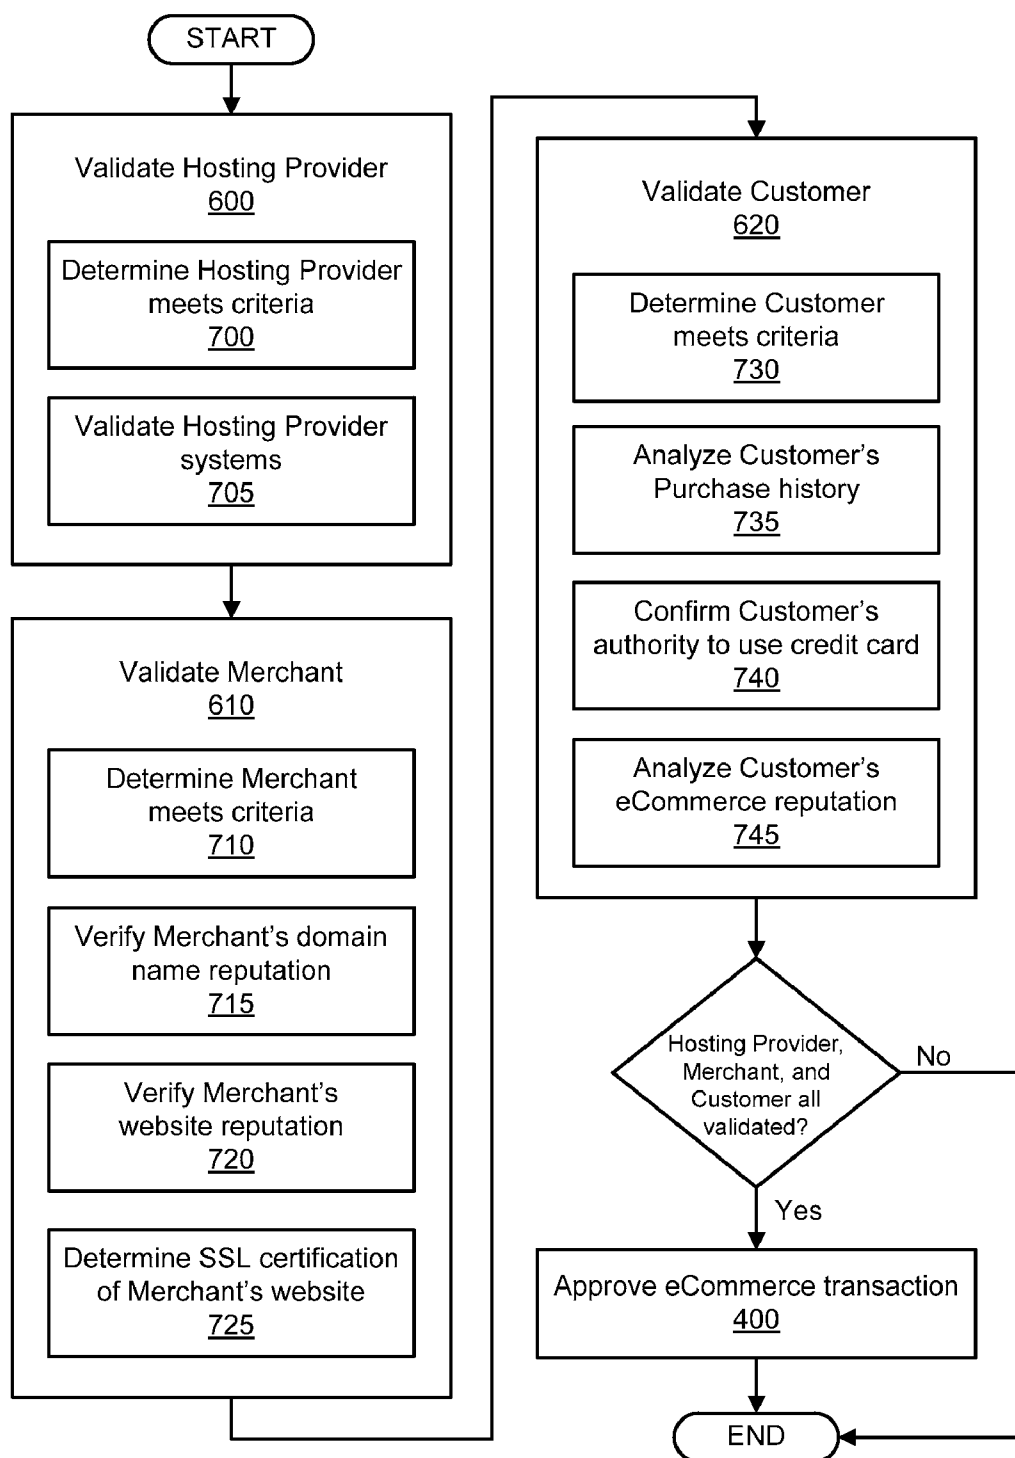 START
Validate Hosting Provider
600
Determine Hosting Provider
meets criteria
700
Validate Hosting Provider
systems
705
Validate Merchant
610
Determine Merchant
meets criteria
710
Verify Merchant’s domain
name reputation
715
Verify Merchant’s
website reputation
720
Determine SSL certification
of Merchant’s website
725
Validate Customer
620
Determine Customer
meets criteria
730
Analyze Customer’s
Purchase history
735
Confirm Customer’s
authority to use credit card
740
Analyze Customer’s
eCommerce reputation
745
Hosting Provider,
Merchant, and
Customer all
validated?
No
Yes
Approve eCommerce transaction
400
END